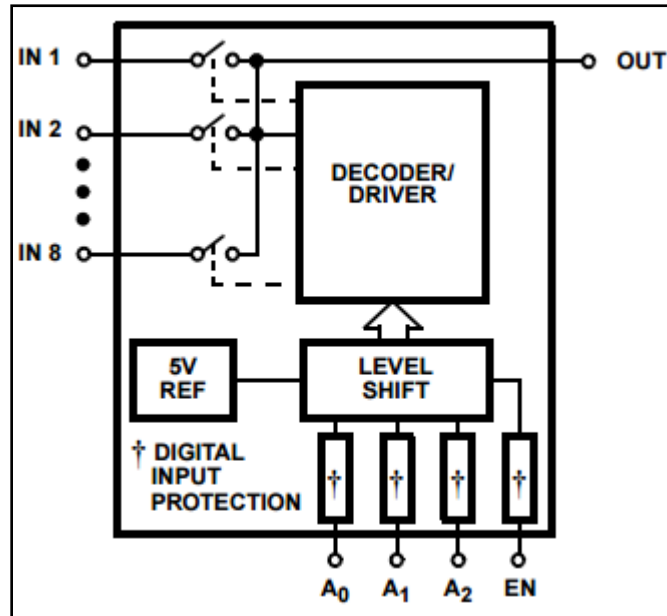 IN 1
OUT
IN 2
DECODER/
DRIVER
IN 8
5V
REF
LEVEL
SHIFT
† DIGITAL
INPUT
PROTECTION
† † † †
A0 A1 A2 EN